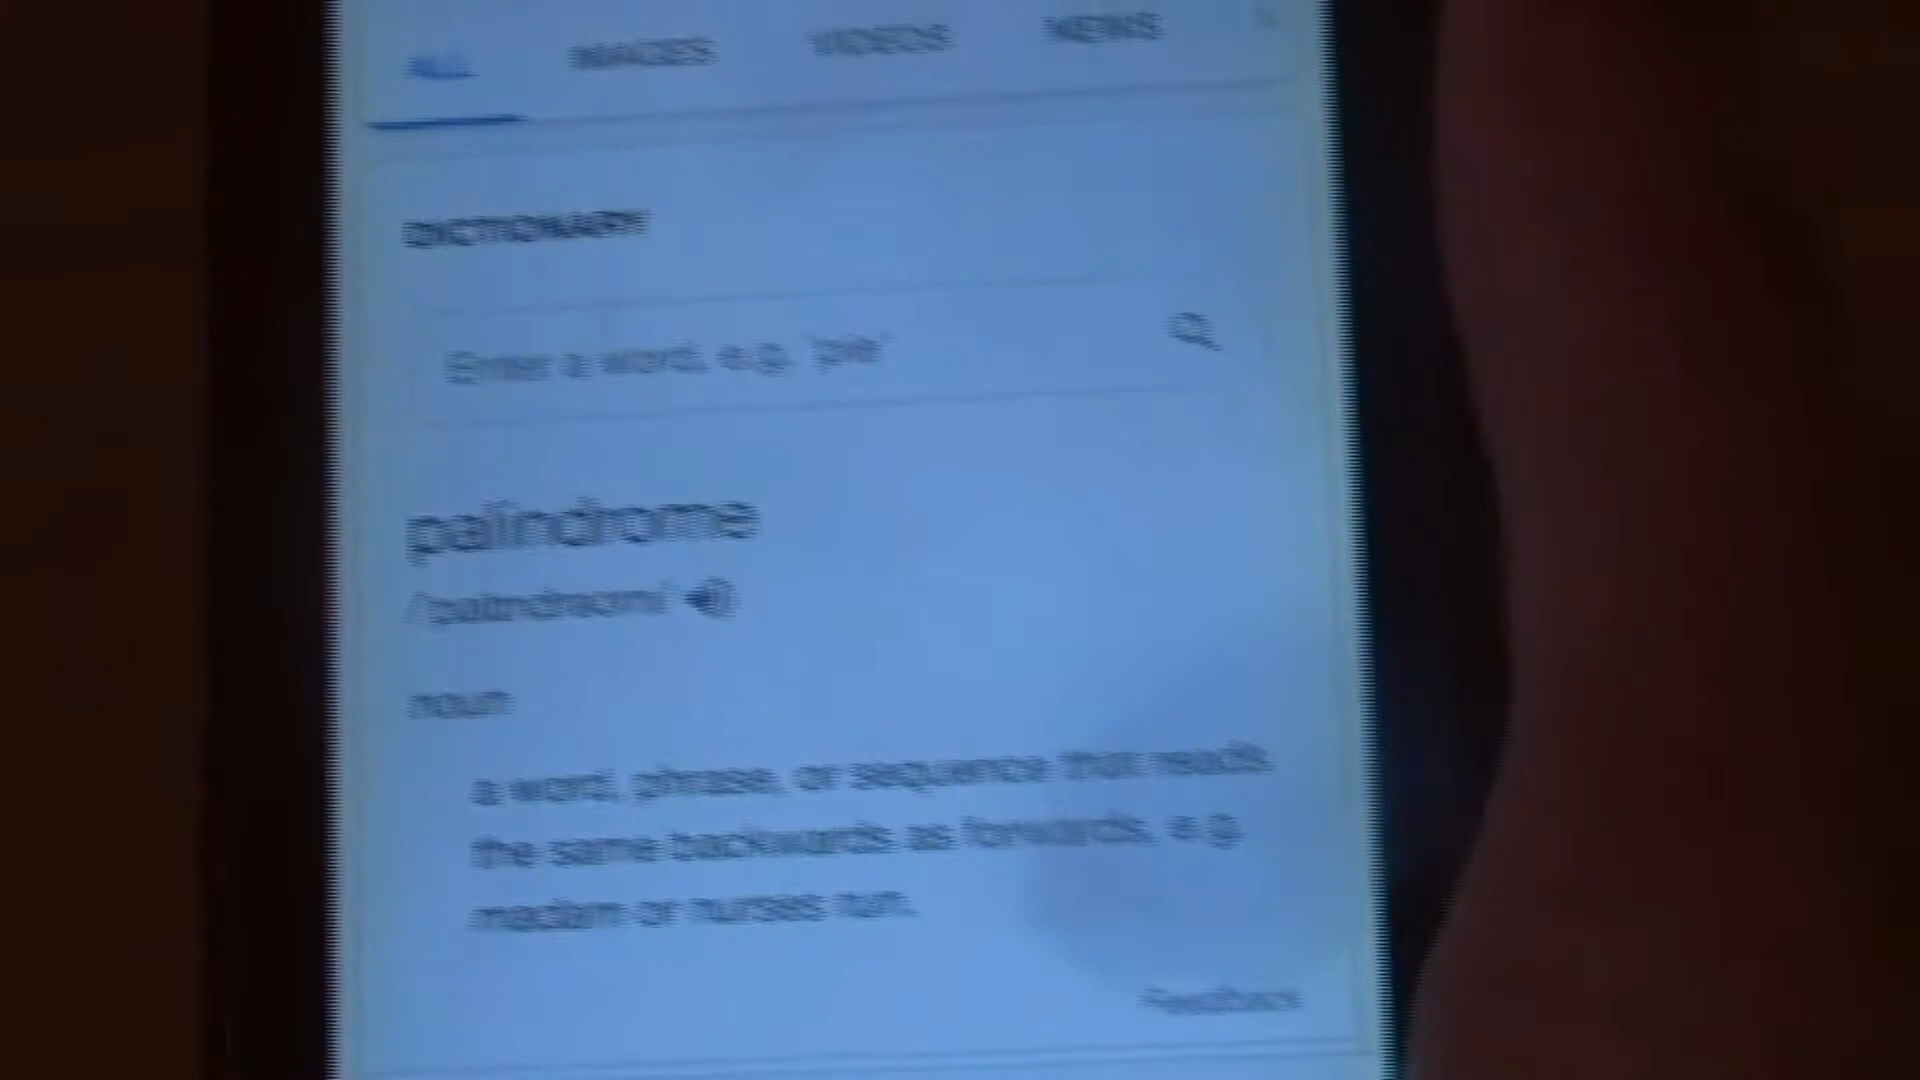 ALL IMAGES VIDEOS NEWS
DICTIONARY
Enter a word, e.g. 'pie'
palindrome
/ˈpalɪndrəʊm/
noun
a word, phrase, or sequence that reads
the same backwards as forwards, e.g.
madam or nurses run.
Feedback